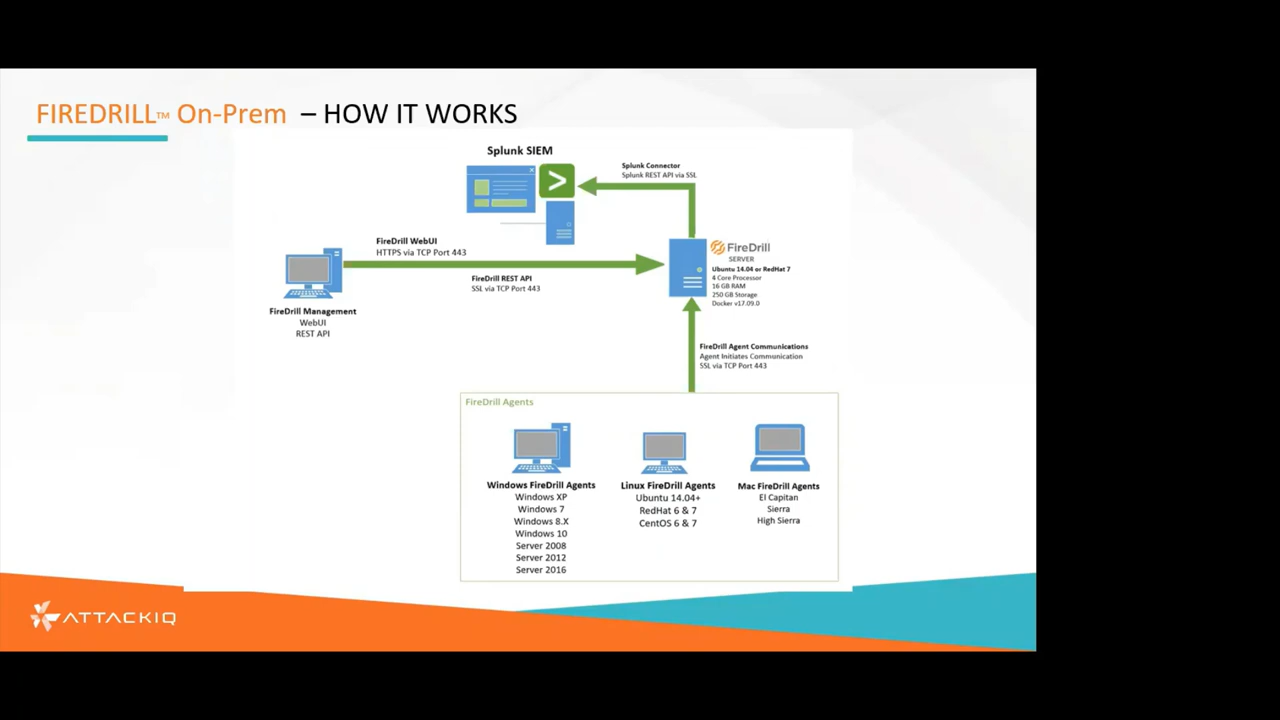 FIREDRILL™ On-Prem – HOW IT WORKS
Splunk SIEM
Splunk Connector
Splunk REST API via SSL
>
FireDrill WebUI
HTTPS via TCP Port 443
FireDrill REST API
SSL via TCP Port 443
FireDrill
SERVER
Ubuntu 14.04 or RedHat 7
4 Core Processor
16 GB RAM
250 GB Storage
Docker v17.09.0
FireDrill Management
WebUI
REST API
FireDrill Agent Communications
Agent Initiates Communication
SSL via TCP Port 443
FireDrill Agents
Windows FireDrill Agents
Windows XP
Windows 7
Windows 8.X
Windows 10
Server 2008
Server 2012
Server 2016
Linux FireDrill Agents
Ubuntu 14.04+
RedHat 6 & 7
CentOS 6 & 7
Mac FireDrill Agents
El Capitan
Sierra
High Sierra
ATTACKIQ